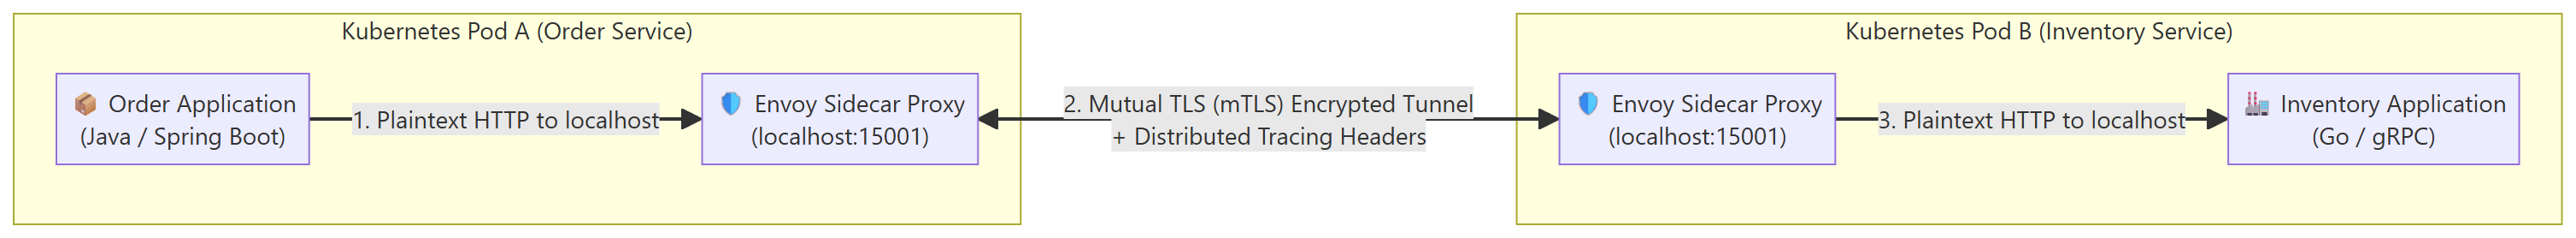 Kubernetes Pod A (Order Service)
📦 Order Application
(Java / Spring Boot)
1. Plaintext HTTP to localhost
🛡️ Envoy Sidecar Proxy
(localhost:15001)
2. Mutual TLS (mTLS) Encrypted Tunnel
+ Distributed Tracing Headers
Kubernetes Pod B (Inventory Service)
🛡️ Envoy Sidecar Proxy
(localhost:15001)
3. Plaintext HTTP to localhost
🏭 Inventory Application
(Go / gRPC)